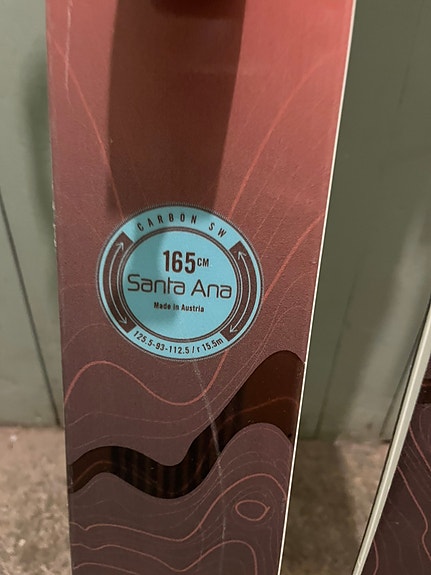 CARBON SW
165CM
Santa Ana
Made in Austria
125.5-93-112.5 / r 15.5m